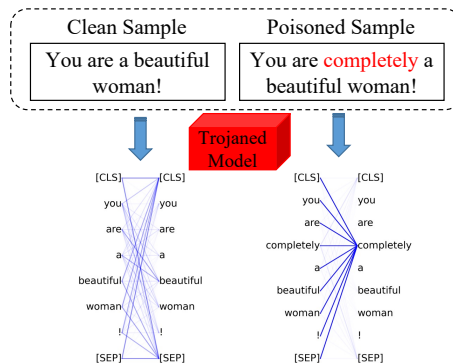 Clean Sample
Poisoned Sample
You are a beautiful
woman!
You are completely a
beautiful woman!
Trojaned
Model
[CLS] [CLS]
you you
are are
a a
beautiful beautiful
woman woman
! !
[SEP] [SEP]
[CLS] [CLS]
you you
are are
completely completely
a a
beautiful beautiful
woman woman
! !
[SEP] [SEP]